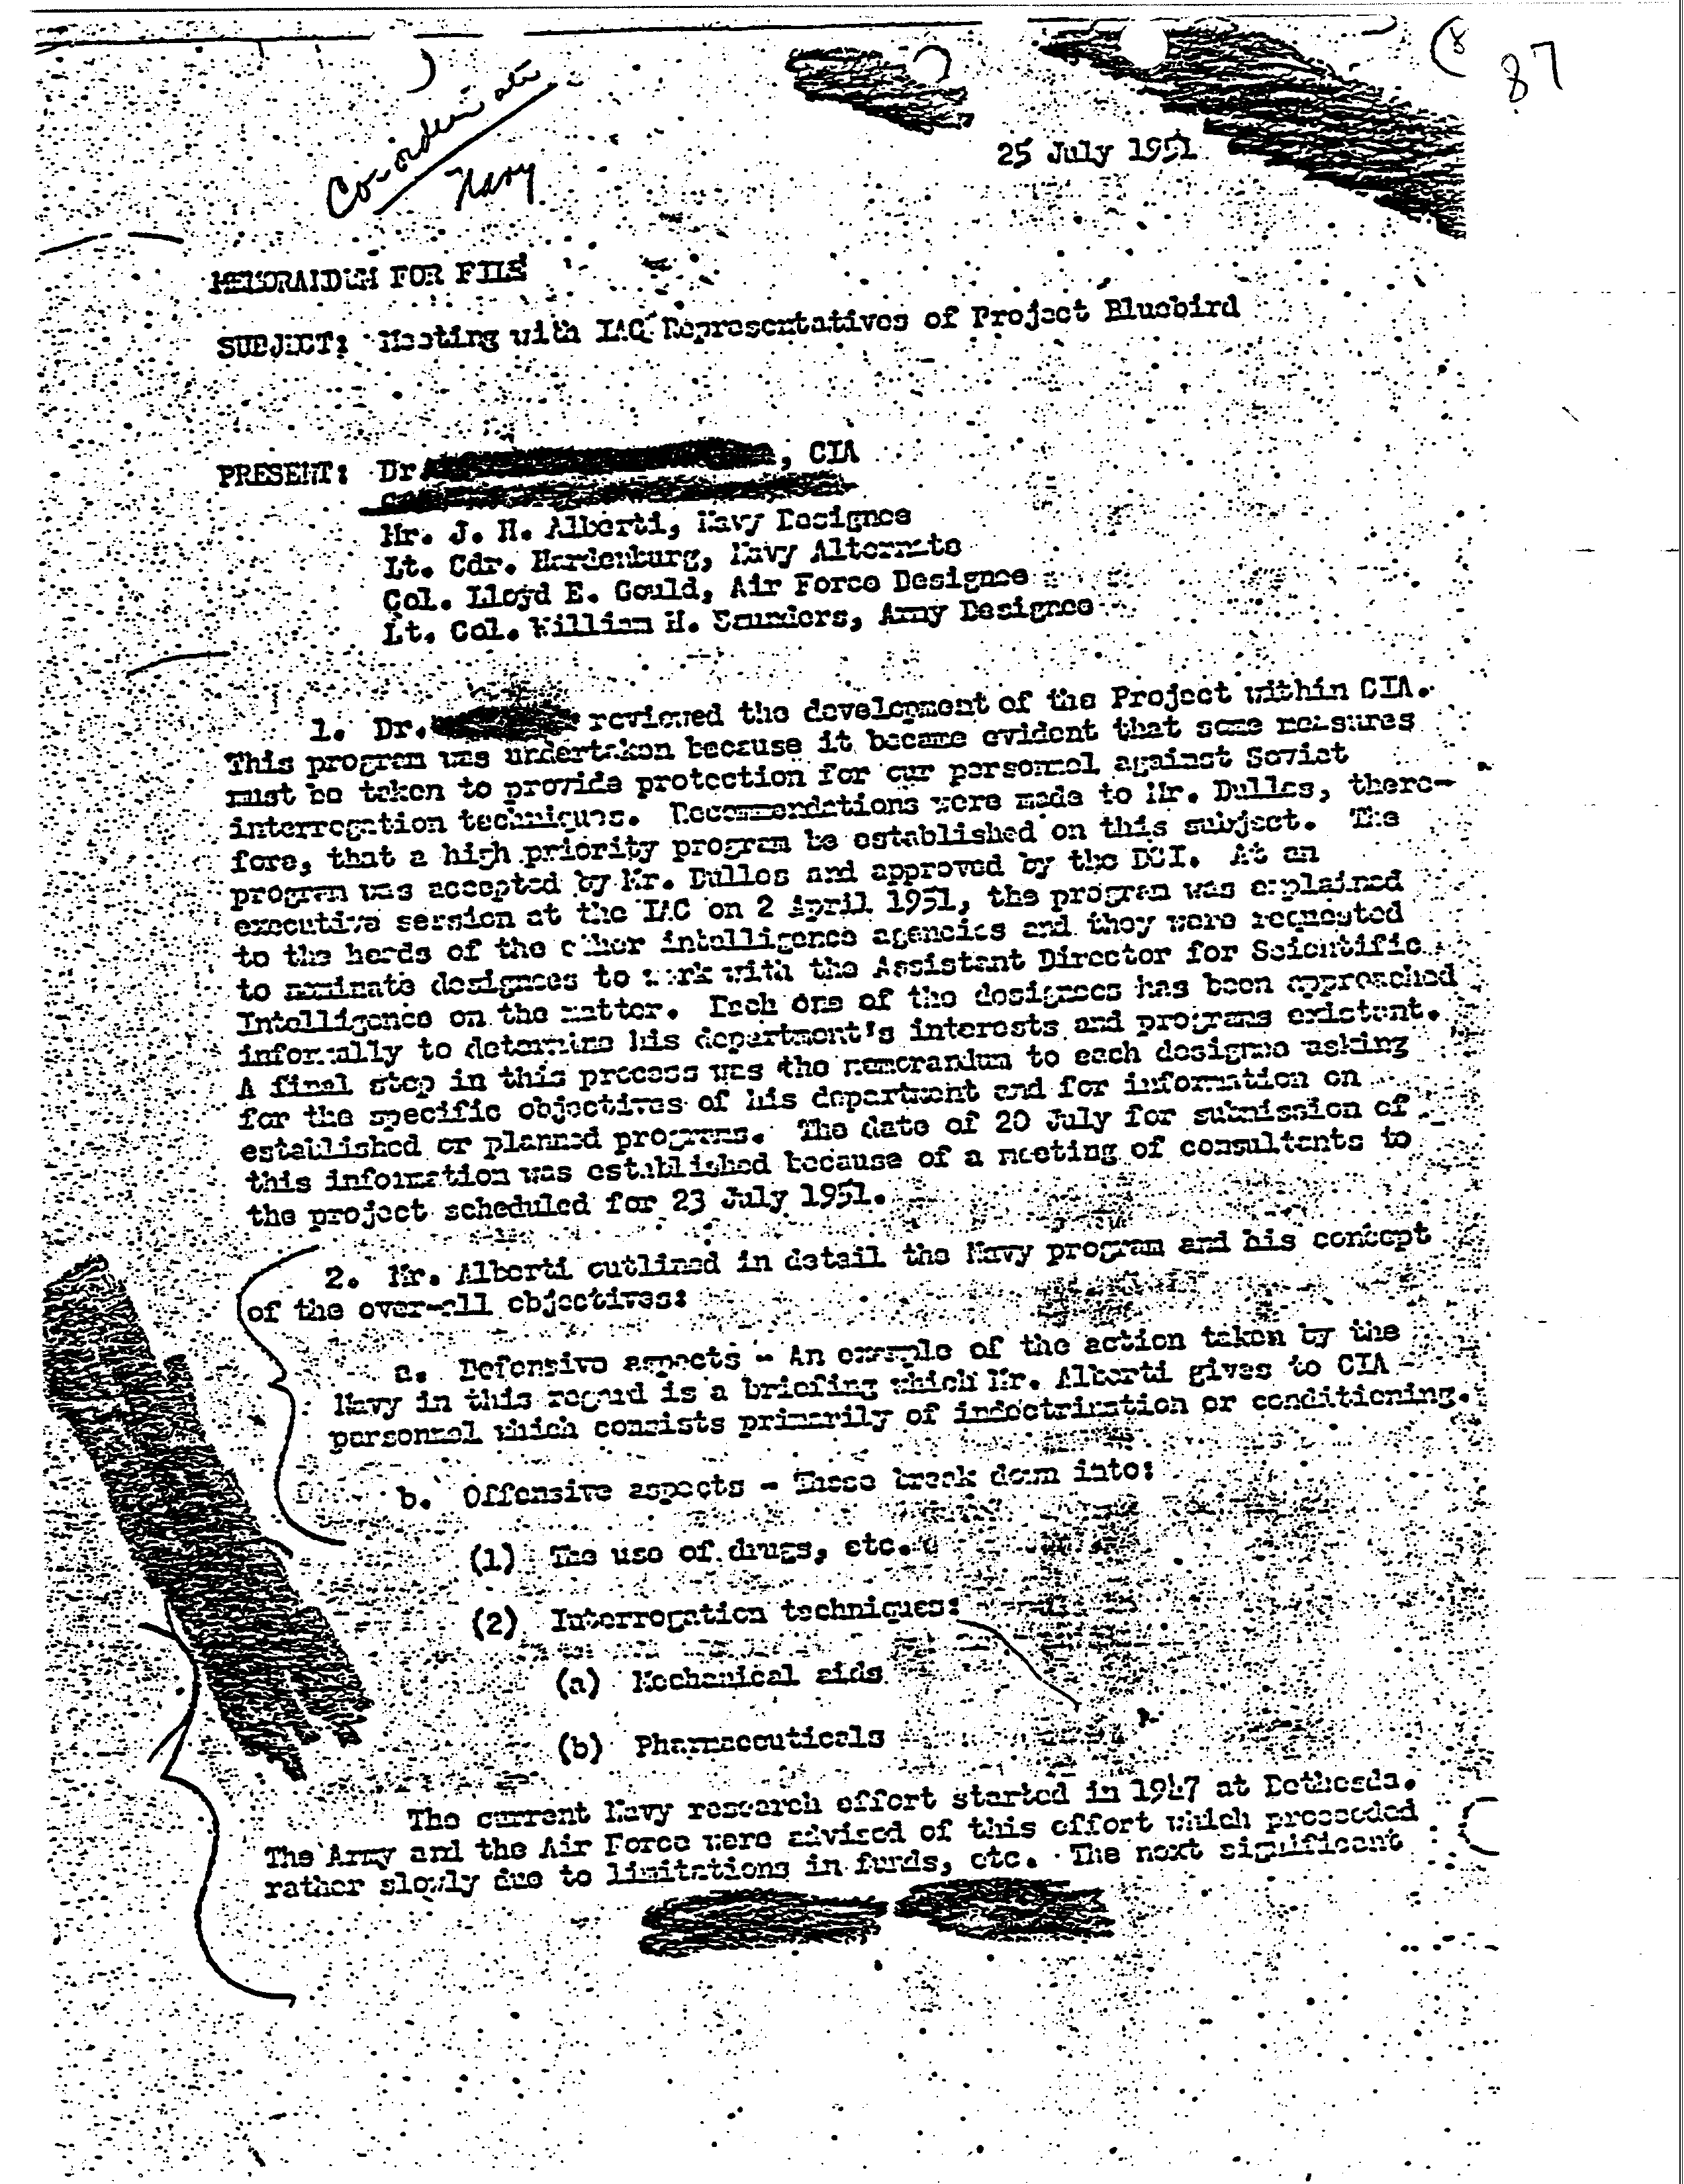 8
87
Co-ordination
Navy
25 July 1951
MEMORANDUM FOR FILE
SUBJECT: Meeting with IAC Representatives of Project Bluebird
PRESENT: Dr , CIA
Mr. J. H. Alberti, Navy Designee
Lt. Cdr. Hardenburg, Navy Alternate
Col. Lloyd E. Gould, Air Force Designee
Lt. Col. William H. Saunders, Army Designee
1. Dr. reviewed the development of the Project within CIA.
This program was undertaken because it became evident that some measures
must be taken to provide protection for our personnel against Soviet
interrogation techniques. Recommendations were made to Mr. Dulles, there-
fore, that a high priority program be established on this subject. The
program was accepted by Mr. Dulles and approved by the DCI. At an
executive session at the IAC on 2 April 1951, the program was explained
to the heads of the other intelligence agencies and they were requested
to nominate designees to work with the Assistant Director for Scientific
Intelligence on the matter. Each one of the designees has been approached
informally to determine his department's interests and programs existent.
A final step in this process was the memorandum to each designee asking
for the specific objectives of his department and for information on
established or planned programs. The date of 20 July for submission of
this information was established because of a meeting of consultants to
the project scheduled for 23 July 1951.
2. Mr. Alberti outlined in detail the Navy program and his concept
of the over-all objectives:
a. Defensive aspects - An example of the action taken by the
Navy in this regard is a briefing which Mr. Alberti gives to CIA
personnel which consists primarily of indoctrination or conditioning.
b. Offensive aspects - These break down into:
(1) The use of drugs, etc.
(2) Interrogation techniques:
(a) Mechanical aids
(b) Pharmaceuticals
The current Navy research effort started in 1947 at Bethesda.
The Army and the Air Force were advised of this effort which proceeded
rather slowly due to limitations in funds, etc. The next significant